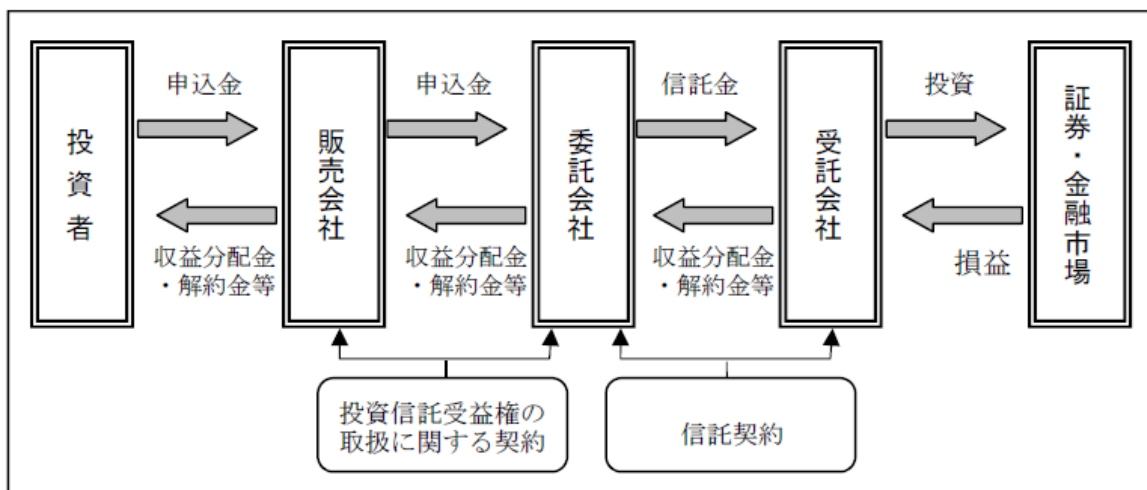 投資者
申込金
収益分配金
・解約金等
販売会社
申込金
収益分配金
・解約金等
委託会社
信託金
収益分配金
・解約金等
受託会社
投資
損益
証券・金融市場
投資信託受益権の
取扱に関する契約
信託契約